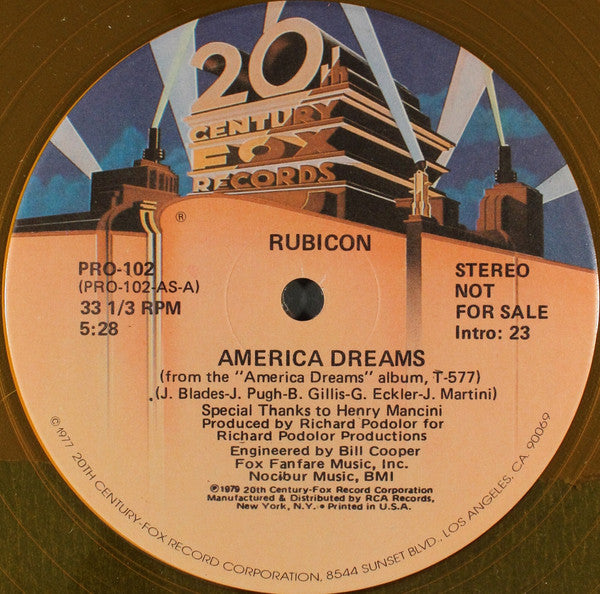 20th
CENTURY
FOX
RECORDS
®
RUBICON
PRO-102
(PRO-102-AS-A)
33 1/3 RPM
5:28
STEREO
NOT
FOR SALE
Intro: 23
AMERICA DREAMS
(from the "America Dreams" album, T-577)
(J. Blades-J. Pugh-B. Gillis-G. Eckler-J. Martini)
Special Thanks to Henry Mancini
Produced by Richard Podolor for
Richard Podolor Productions
Engineered by Bill Cooper
Fox Fanfare Music, Inc.
Nocibur Music, BMI
℗©1979 20th Century-Fox Record Corporation
Manufactured & Distributed by RCA Records,
New York, N.Y. • Printed in U.S.A.
©1977 20TH CENTURY-FOX RECORD CORPORATION, 8544 SUNSET BLVD., LOS ANGELES, CA 90069